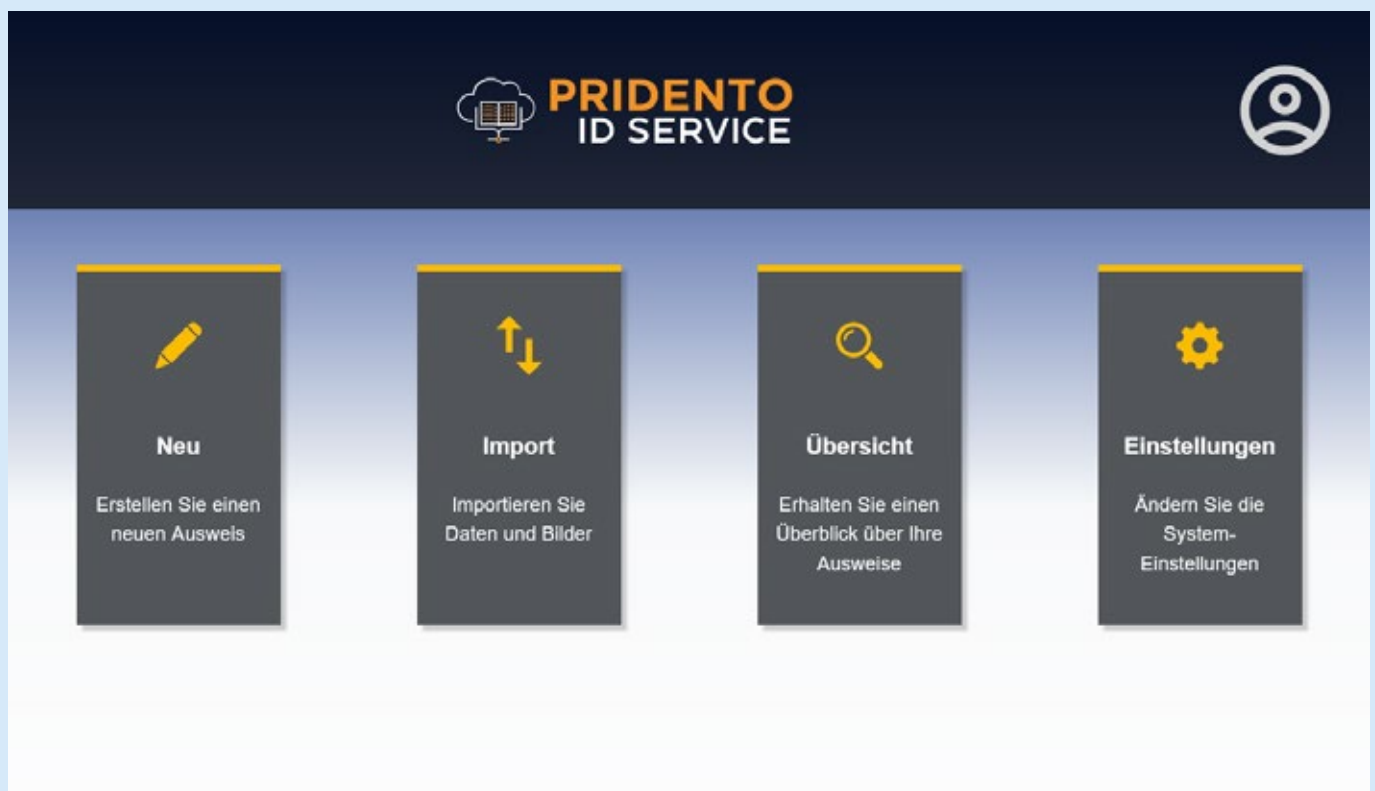 PRIDENTO
ID SERVICE
Neu
Erstellen Sie einen
neuen Ausweis
Import
Importieren Sie
Daten und Bilder
Übersicht
Erhalten Sie einen
Überblick über Ihre
Ausweise
Einstellungen
Ändern Sie die
System-
Einstellungen